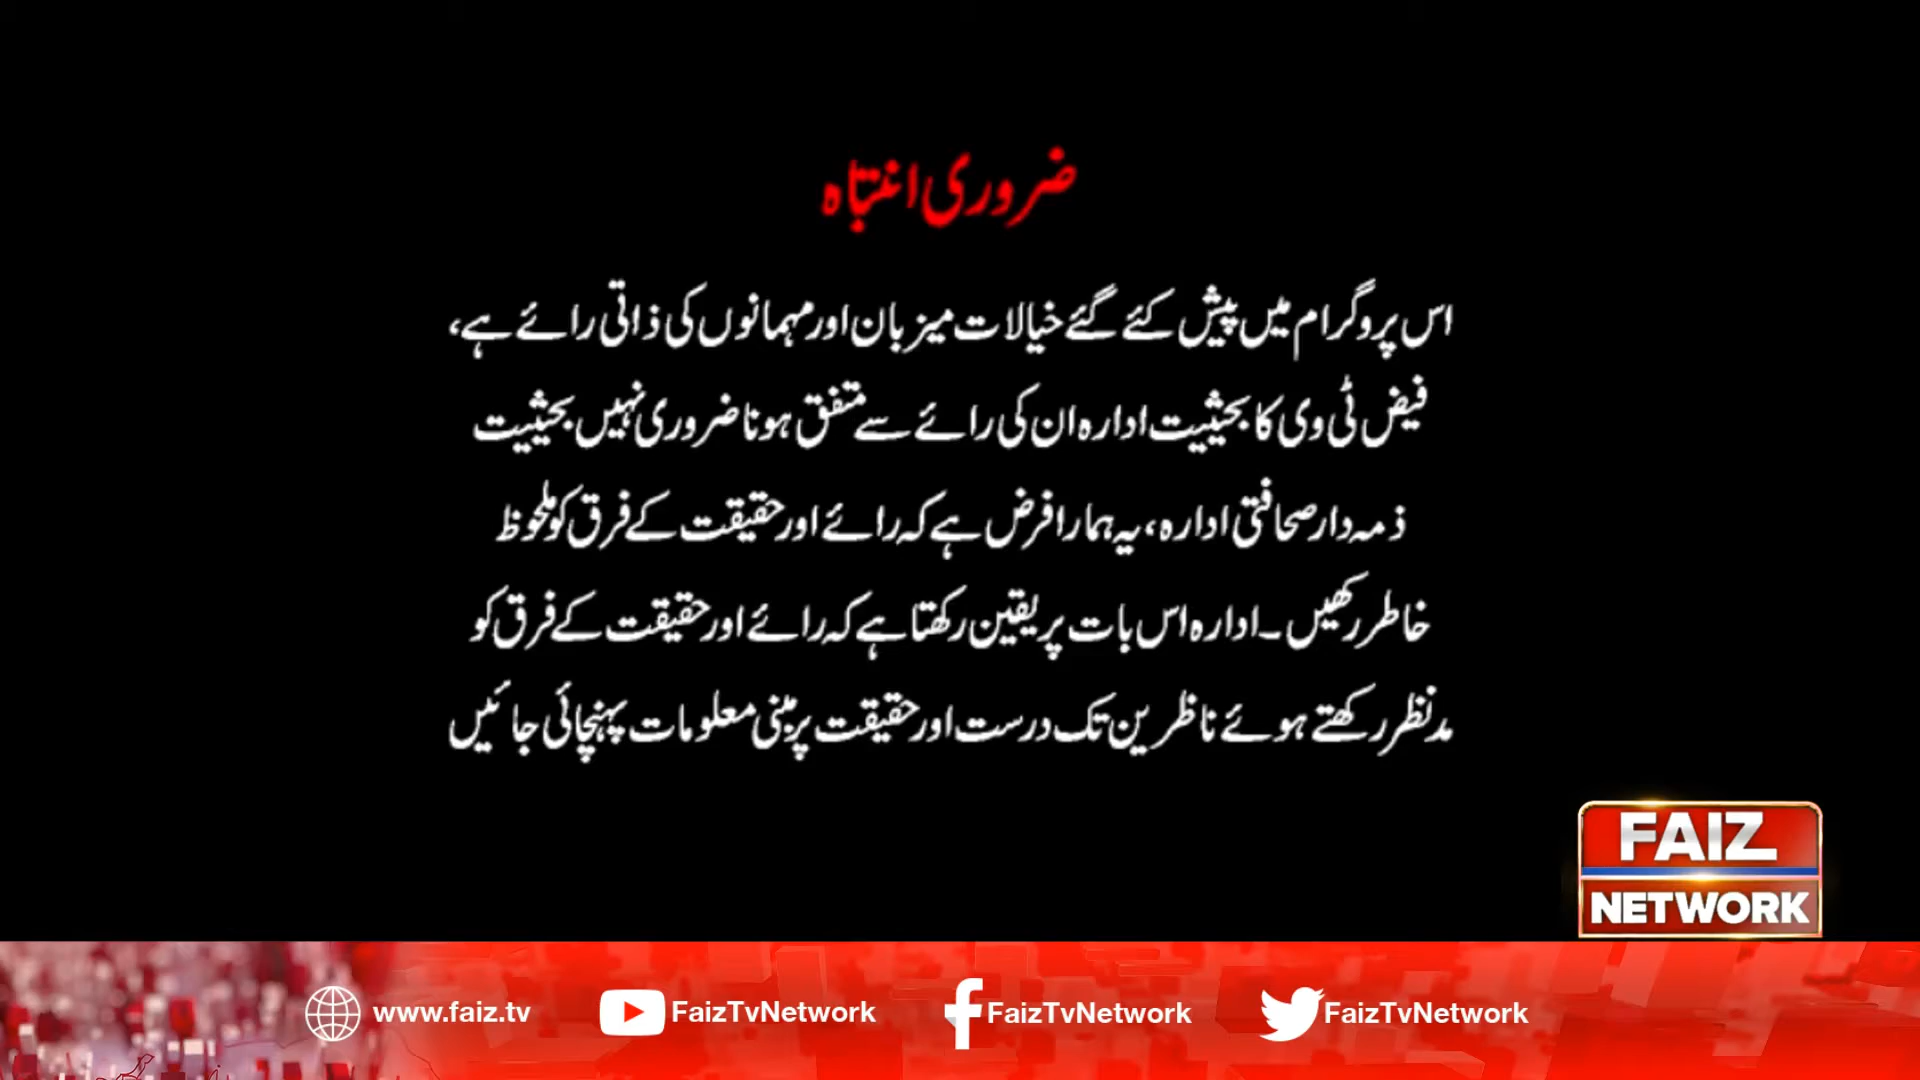 ضروری انتباہ
اس پروگرام میں پیش کئے گئے خیالات میزبان اور مہمانوں کی ذاتی رائے ہے،
فیض ٹی وی کا بحیثیت ادارہ ان کی رائے سے متفق ہونا ضروری نہیں بحیثیت
ذمہ دار صحافتی ادارہ، یہ ہمارا فرض ہے کہ رائے اور حقیقت کے فرق کو ملحوظ
خاطر رکھیں ۔ ادارہ اس بات پر یقین رکھتا ہے کہ رائے اور حقیقت کے فرق کو
مدنظر رکھتے ہوئے ناظرین تک درست اور حقیقت پر مبنی معلومات پہنچائی جائیں
FAIZ
NETWORK
www.faiz.tv FaizTvNetwork FaizTvNetwork FaizTvNetwork